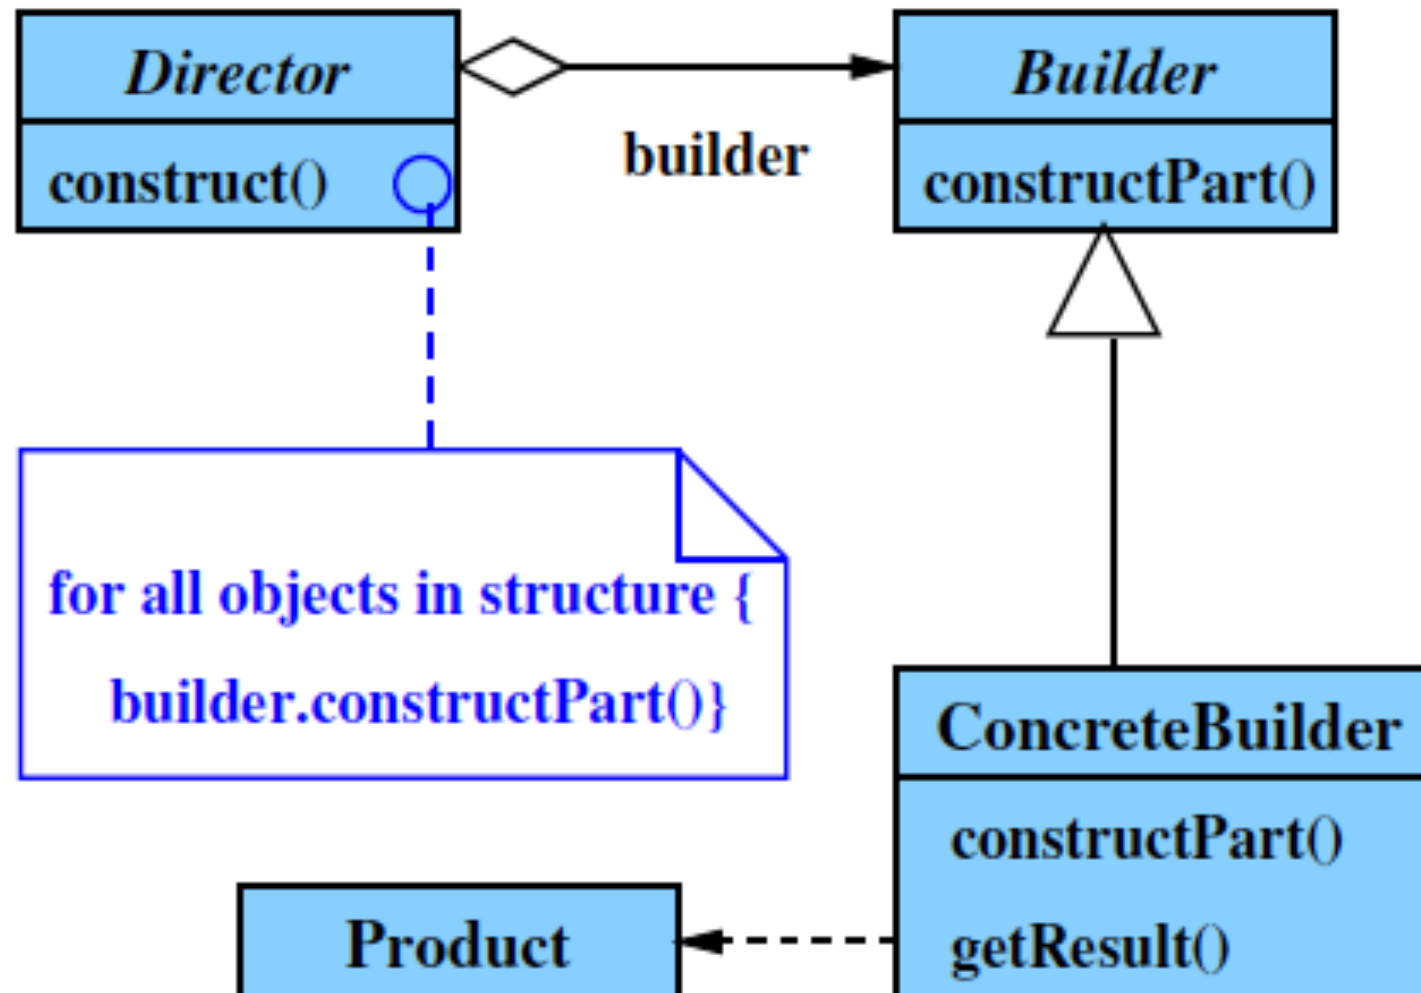 Director
Builder
builder
construct()
constructPart()
for all objects in structure {
builder.constructPart()}
ConcreteBuilder
constructPart()
getResult()
Product